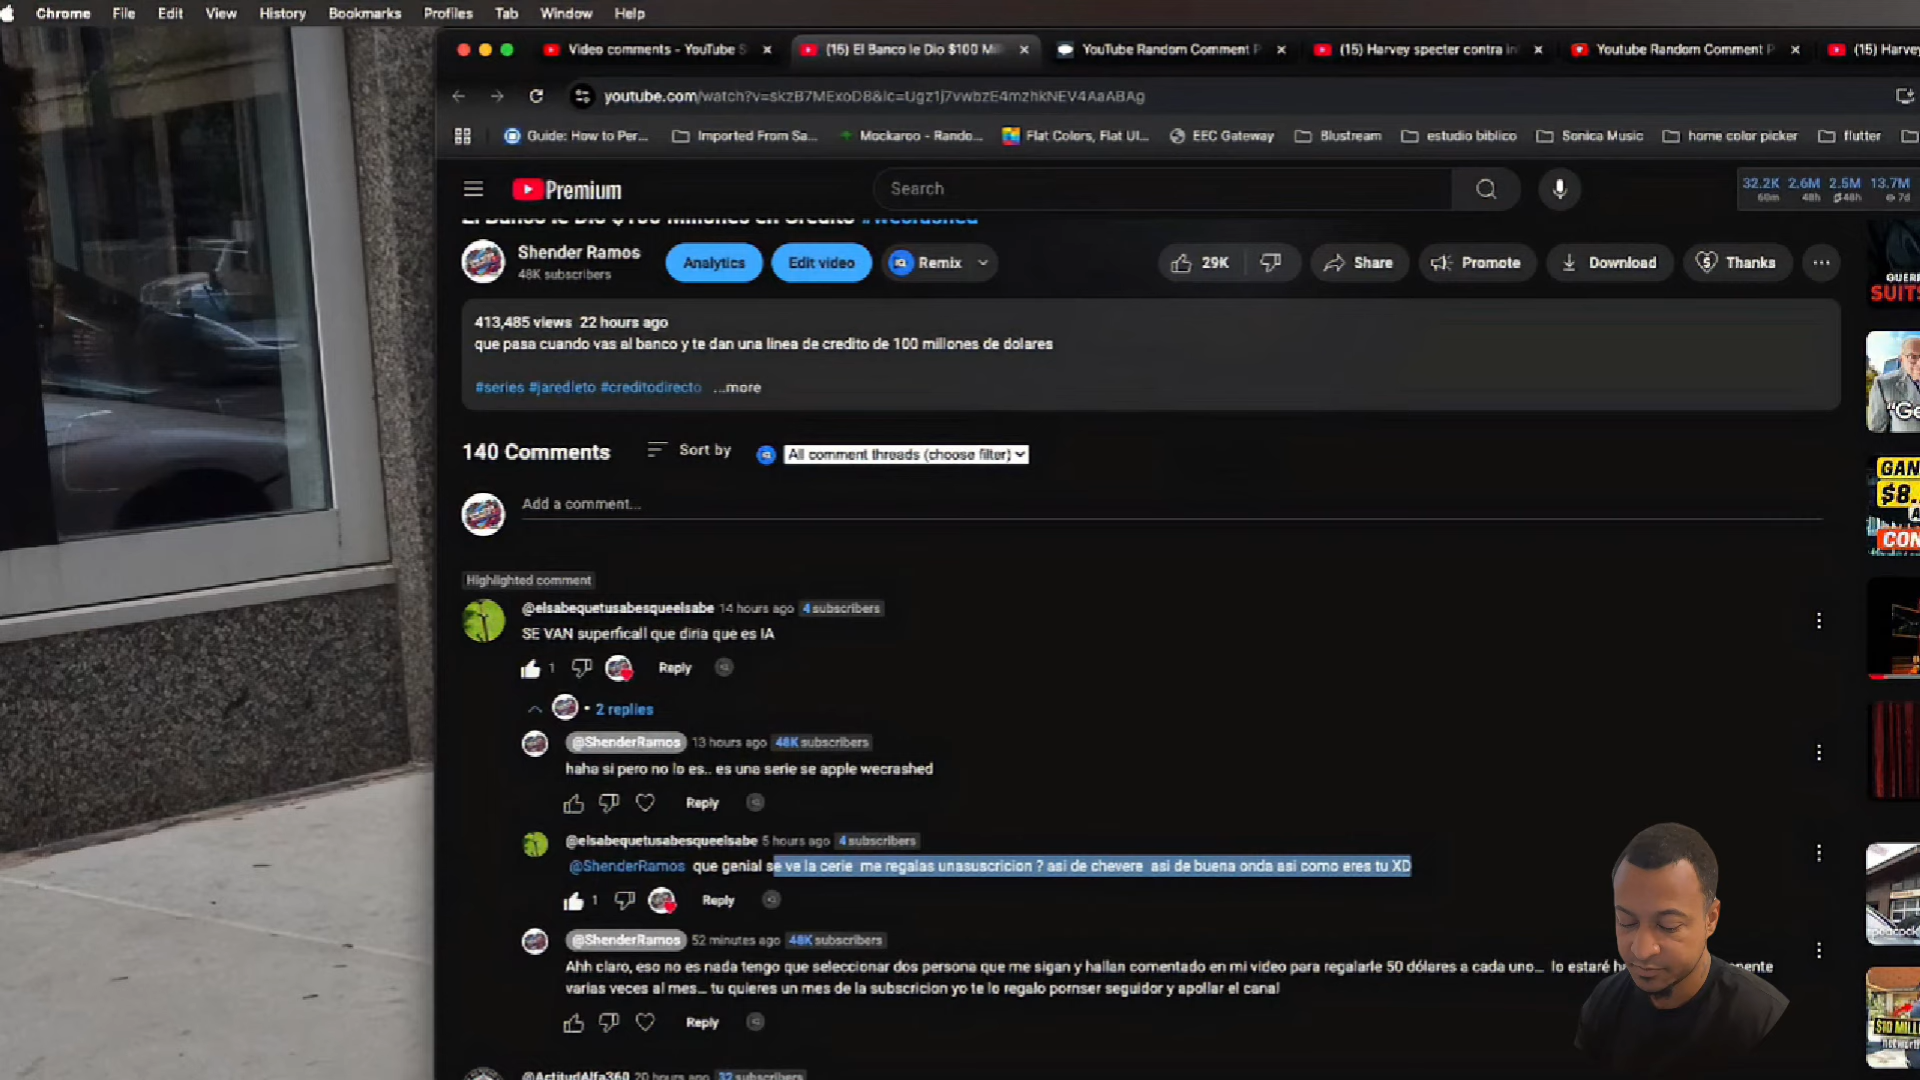 Chrome File Edit View History Bookmarks Profiles Tab Window Help
Video comments - YouTube S
(15) El Banco le Dio $100 Mi
YouTube Random Comment P
(15) Harvey specter contra in
Youtube Random Comment P
(15) Harvey
youtube.com/watch?v=skzB7MExoD8&lc=Ugz1j7vwbzE4mzhkNEV4AaABAg
Guide: How to Per... Imported From Sa... Mockaroo - Rando... Flat Colors, Flat UI... EEC Gateway Blustream estudio biblico Sonica Music home color picker flutter
Premium
Search
32.2K 2.6M 2.5M 13.7M
60m 48h 48h 7d
El Banco le Dio $100 Millones en Credito #wecrashed
Shender Ramos
48K subscribers
Analytics Edit video Remix
29K Share Promote Download Thanks
413,485 views 22 hours ago
que pasa cuando vas al banco y te dan una linea de credito de 100 millones de dolares
#series #jaredleto #creditodirecto ...more
140 Comments Sort by All comment threads (choose filter)
Add a comment...
Highlighted comment
@elsabequetusabesqueelsabe 14 hours ago 4 subscribers
SE VAN superficall que diria que es IA
1 Reply
• 2 replies
@ShenderRamos 13 hours ago 48K subscribers
haha si pero no lo es.. es una serie se apple wecrashed
Reply
@elsabequetusabesqueelsabe 5 hours ago 4 subscribers
@ShenderRamos que genial se ve la cerie me regalas unasuscricion ? asi de chevere asi de buena onda asi como eres tu XD
1 Reply
@ShenderRamos 52 minutes ago 48K subscribers
Ahh claro, eso no es nada tengo que seleccionar dos persona que me sigan y hallan comentado en mi video para regalarle 50 dólares a cada uno... lo estaré
varias veces al mes... tu quieres un mes de la subscricion yo te lo regalo pornser seguidor y apollar el canal
Reply
@ActitudAlfa360 20 hours ago 32 subscribers
SUITS
"Ge
GAN
$8.
CON
peacock
$10 MILL